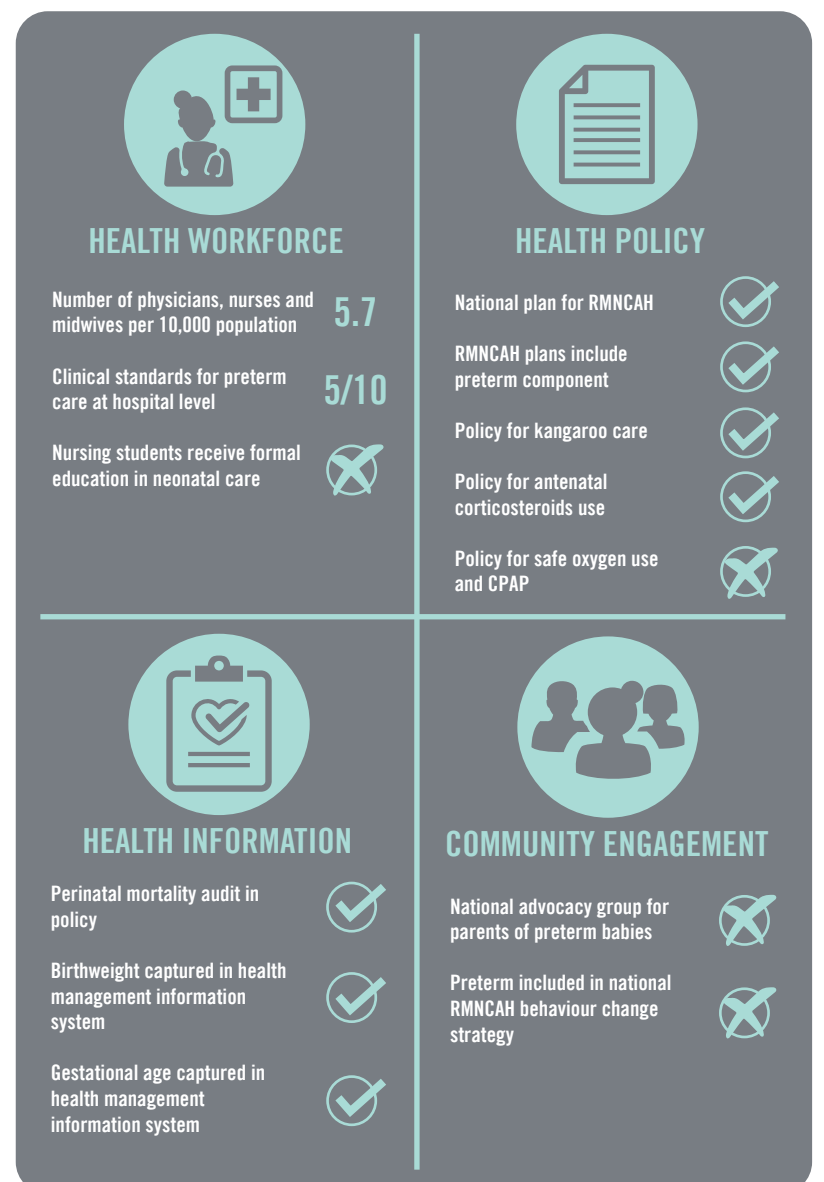 HEALTH WORKFORCE
Number of physicians, nurses and
midwives per 10,000 population
5.7
Clinical standards for preterm
care at hospital level
5/10
Nursing students receive formal
education in neonatal care
HEALTH POLICY
National plan for RMNCAH
RMNCAH plans include
preterm component
Policy for kangaroo care
Policy for antenatal
corticosteroids use
Policy for safe oxygen use
and CPAP
HEALTH INFORMATION
Perinatal mortality audit in
policy
Birthweight captured in health
management information
system
Gestational age captured in
health management
information system
COMMUNITY ENGAGEMENT
National advocacy group for
parents of preterm babies
Preterm included in national
RMNCAH behaviour change
strategy